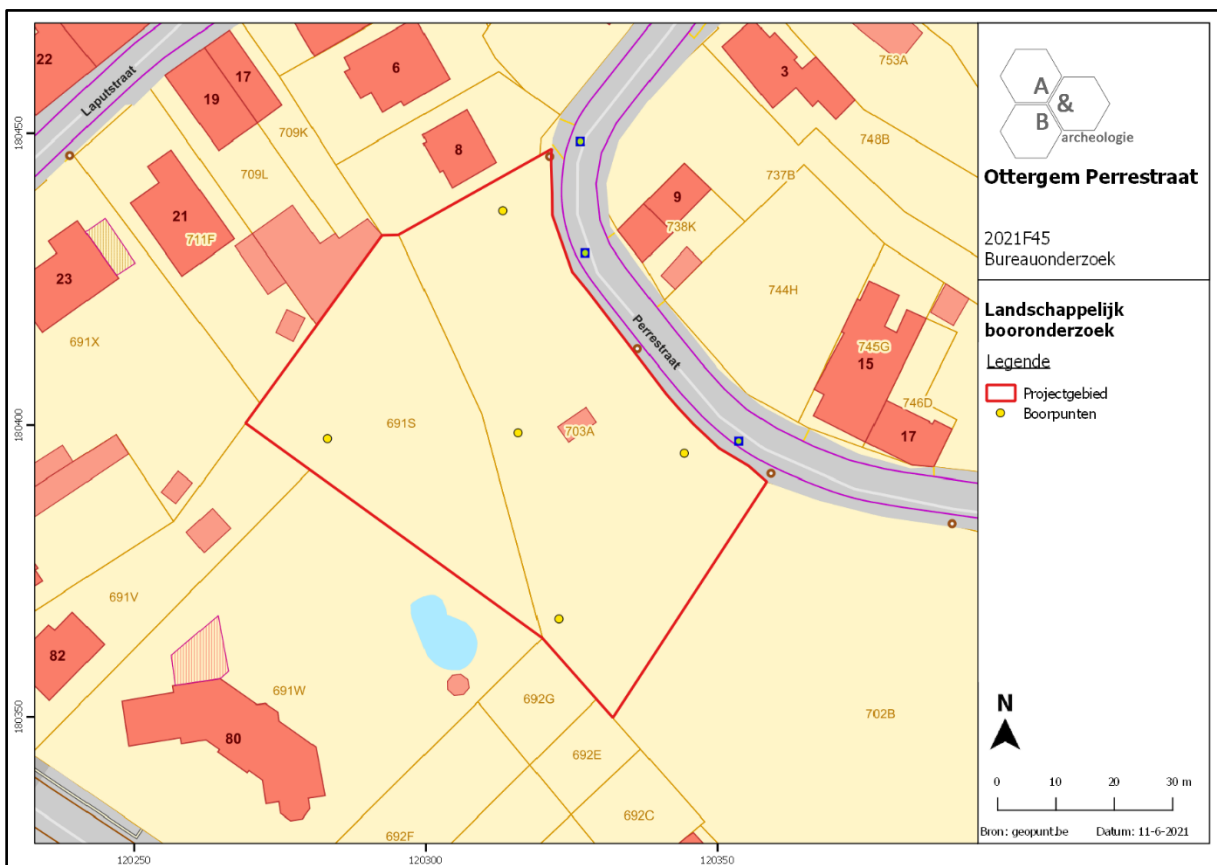 22
Laputstraat
17
19
6
8
709K
709L
21
711F
23
691X
3
753A
748B
737B
9
738K
744H
745G
15
746D
17
Perrestraat
691S
703A
691V
82
691W
80
692G
692E
692C
692F
702B
180450
180400
180350
120250
120300
120350
A
&
B
archeologie
Ottergem Perrestraat
2021F45
Bureauonderzoek
Landschappelijk
booronderzoek
Legende
Projectgebied
Boorpunten
N
0 10 20 30 m
Bron: geopunt.be Datum: 11-6-2021